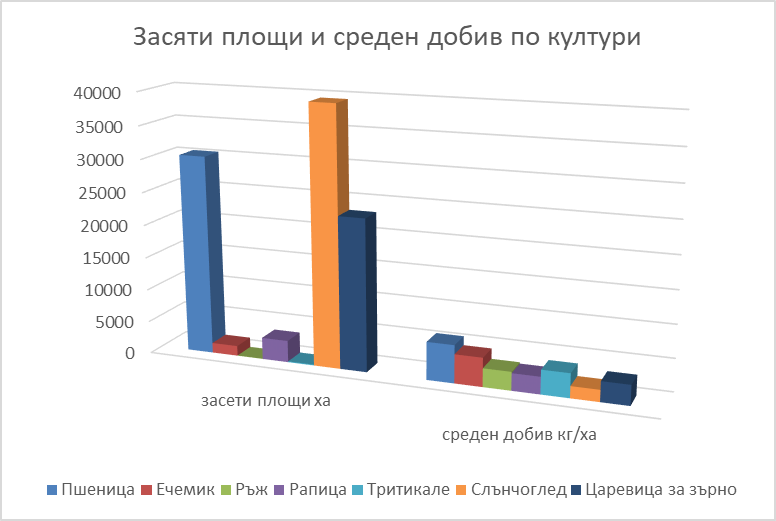 Засяти площи и среден добив по култури
40000
35000
30000
25000
20000
15000
10000
5000
0
засети площи ха
среден добив кг/ха
Пшеница Ечемик Ръж Рапица Тритикале Слънчоглед Царевица за зърно